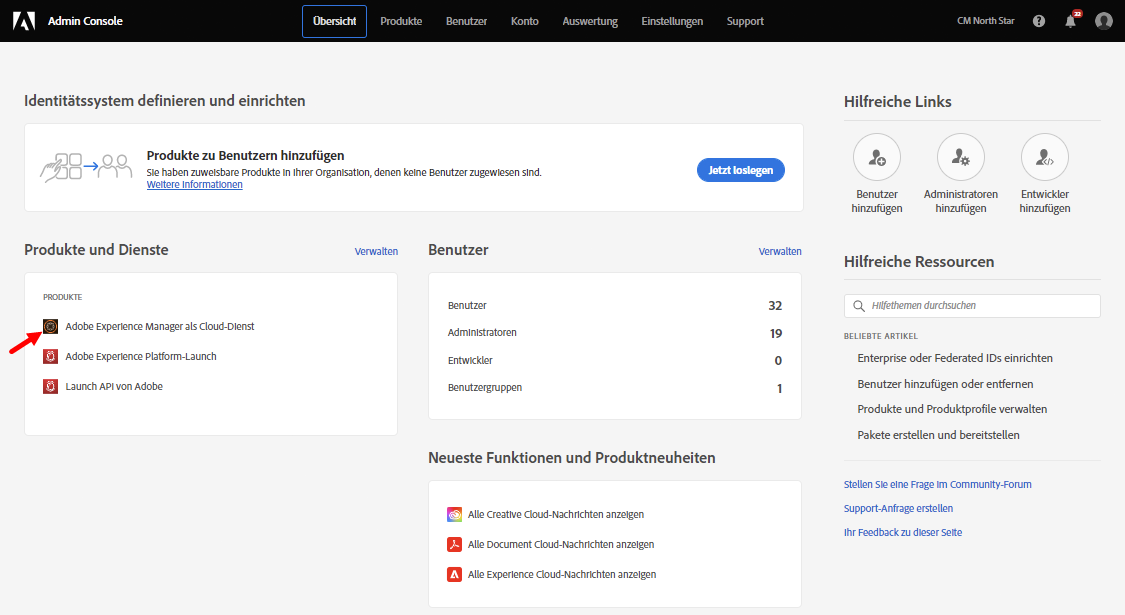 Admin Console
Übersicht
Produkte
Benutzer
Konto
Auswertung
Einstellungen
Support
CM North Star
22
Identitätssystem definieren und einrichten
Produkte zu Benutzern hinzufügen
Sie haben zuweisbare Produkte in Ihrer Organisation, denen keine Benutzer zugewiesen sind.
Weitere Informationen
Jetzt loslegen
Produkte und Dienste
Verwalten
PRODUKTE
Adobe Experience Manager als Cloud-Dienst
Adobe Experience Platform-Launch
Launch API von Adobe
Benutzer
Verwalten
Benutzer 32
Administratoren 19
Entwickler 0
Benutzergruppen 1
Neueste Funktionen und Produktneuheiten
Alle Creative Cloud-Nachrichten anzeigen
Alle Document Cloud-Nachrichten anzeigen
Alle Experience Cloud-Nachrichten anzeigen
Hilfreiche Links
Benutzer
hinzufügen
Administratoren
hinzufügen
Entwickler
hinzufügen
Hilfreiche Ressourcen
Hilfethemen durchsuchen
BELIEBTE ARTIKEL
Enterprise oder Federated IDs einrichten
Benutzer hinzufügen oder entfernen
Produkte und Produktprofile verwalten
Pakete erstellen und bereitstellen
Stellen Sie eine Frage im Community-Forum
Support-Anfrage erstellen
Ihr Feedback zu dieser Seite